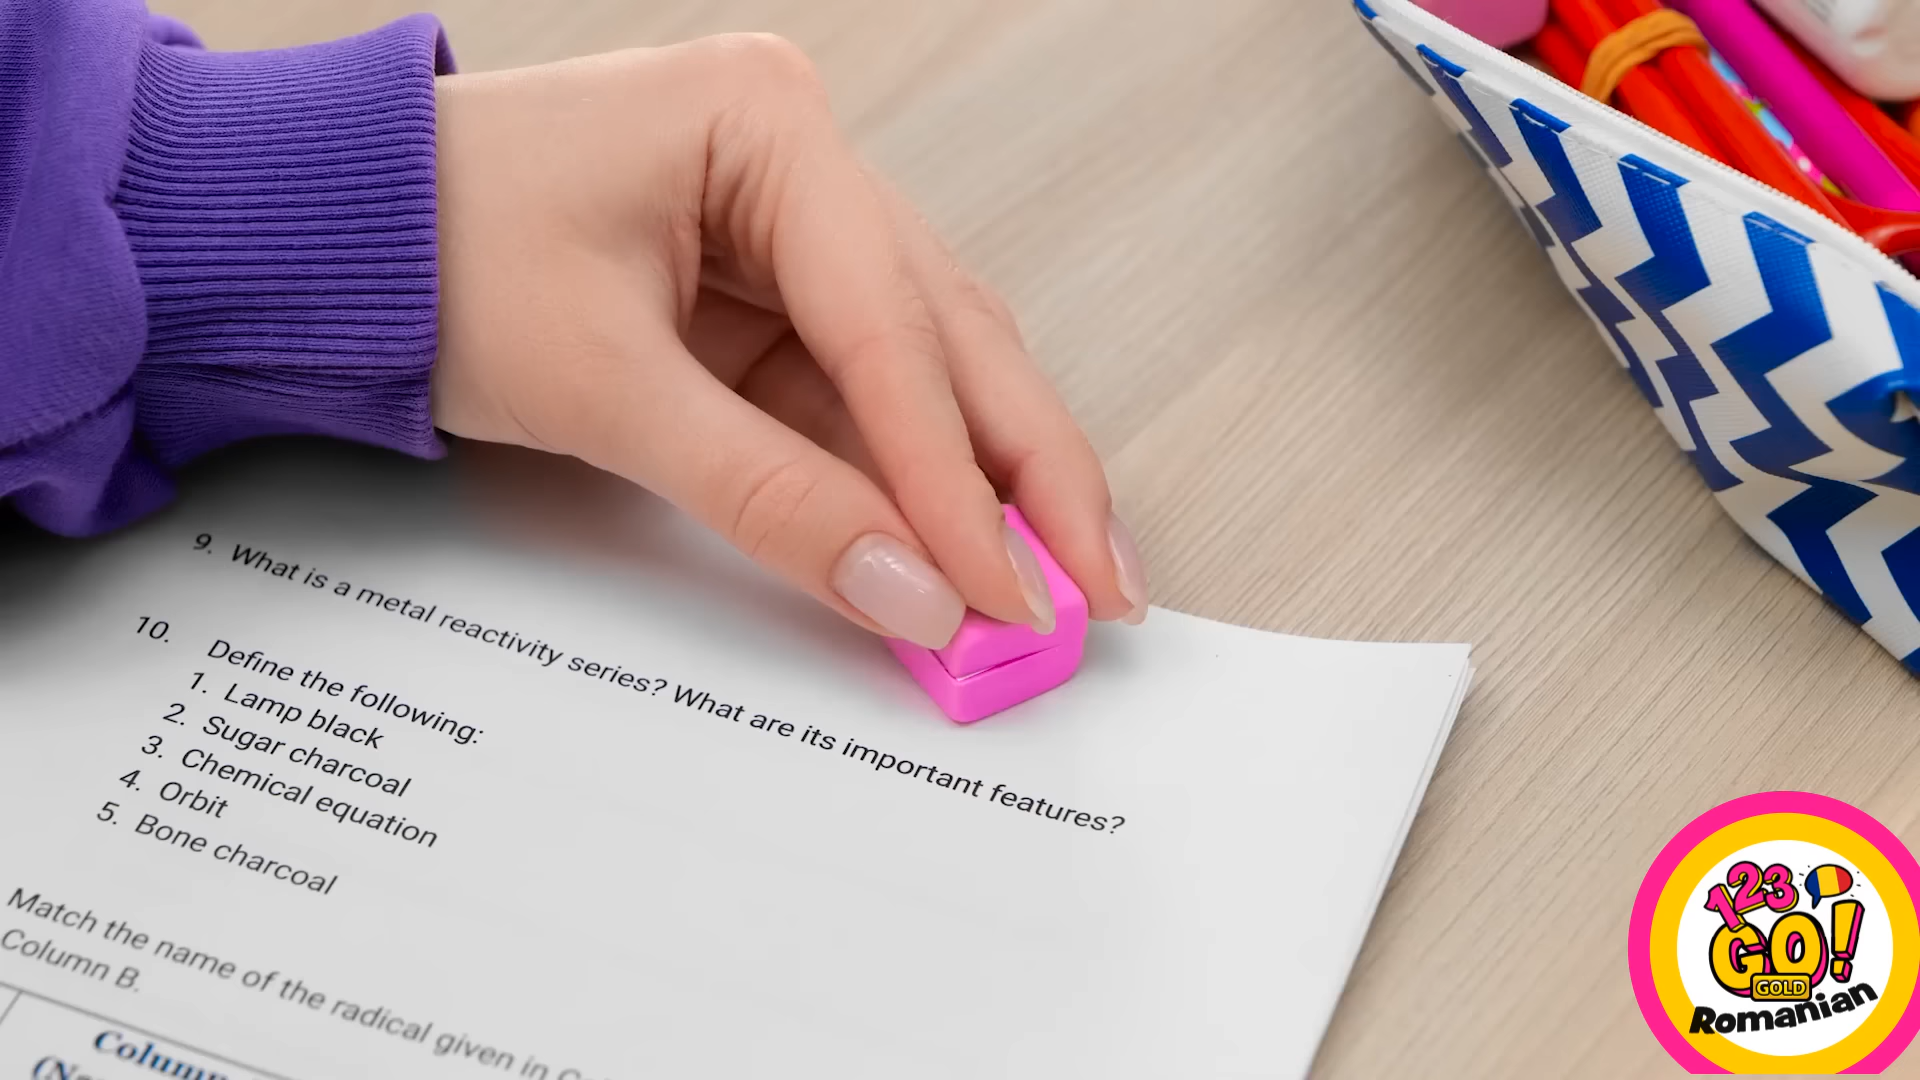 9. What is a metal reactivity series? What are its important features?
10. Define the following:
1. Lamp black
2. Sugar charcoal
3. Chemical equation
4. Orbit
5. Bone charcoal
Match the name of the radical given in
Column B.
Column
123
GO!
GOLD
Romanian